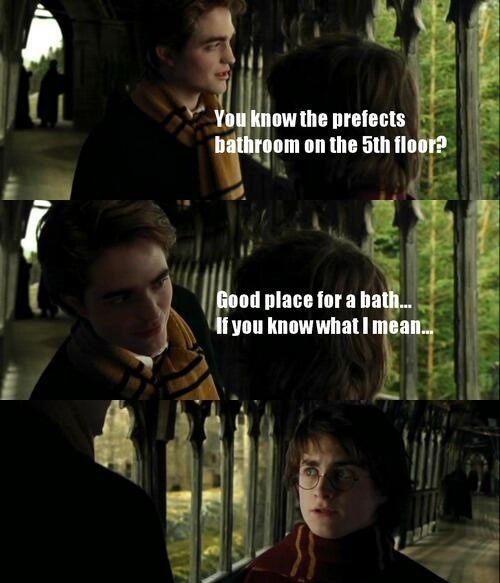 You know the prefects
bathroom on the 5th floor?
Good place for a bath...
If you know what I mean...